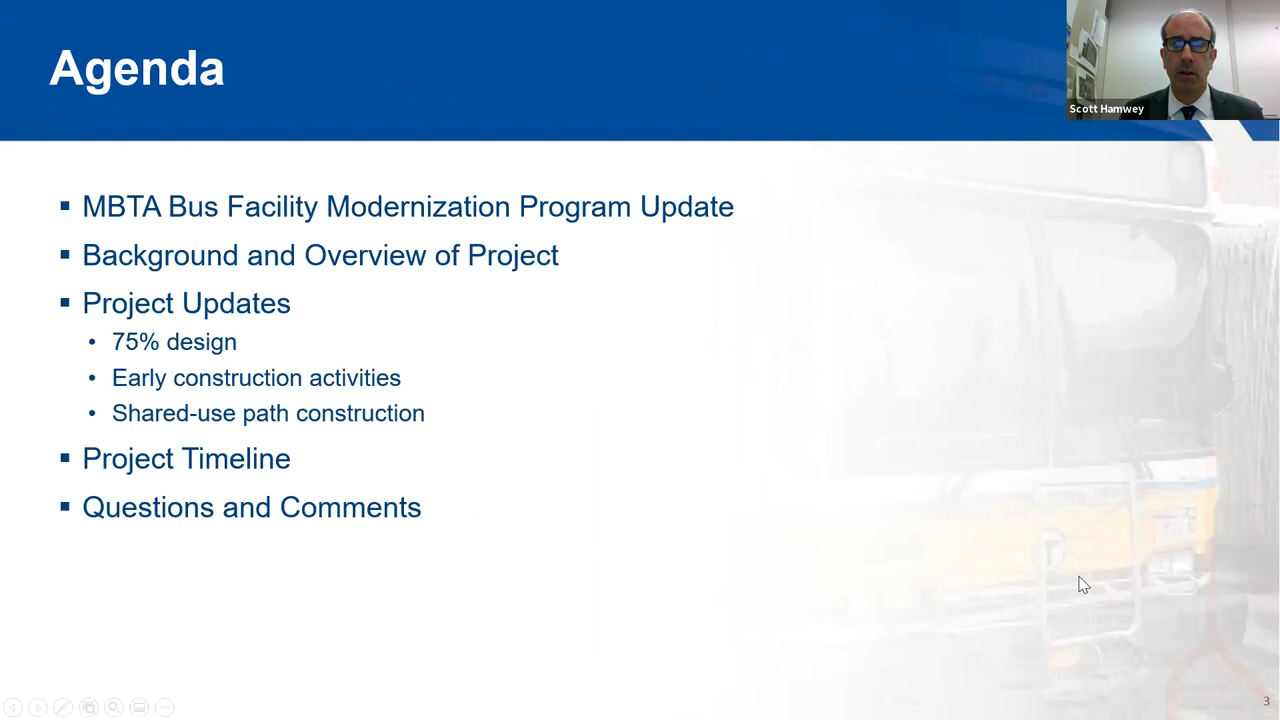 Agenda
Scott Hamwey
MBTA Bus Facility Modernization Program Update
Background and Overview of Project
Project Updates
75% design
Early construction activities
Shared-use path construction
Project Timeline
Questions and Comments
T
3